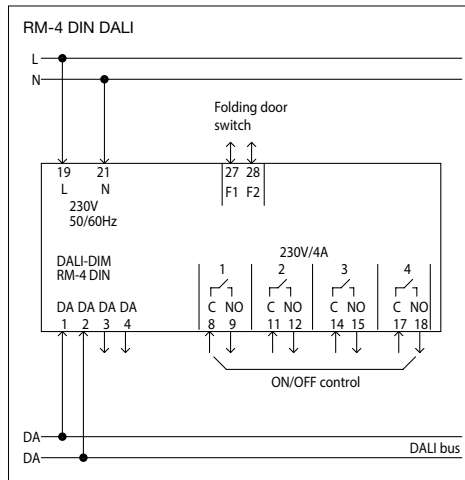 RM-4 DIN DALI
L
N
Folding door
switch
19 21 27 28
L N F1 F2
230V
50/60Hz
230V/4A
DALI-DIM
RM-4 DIN
1 2 3 4
C NO C NO C NO C NO
DA DA DA DA
1 2 3 4 8 9 11 12 14 15 17 18
ON/OFF control
DA
DALI bus
DA